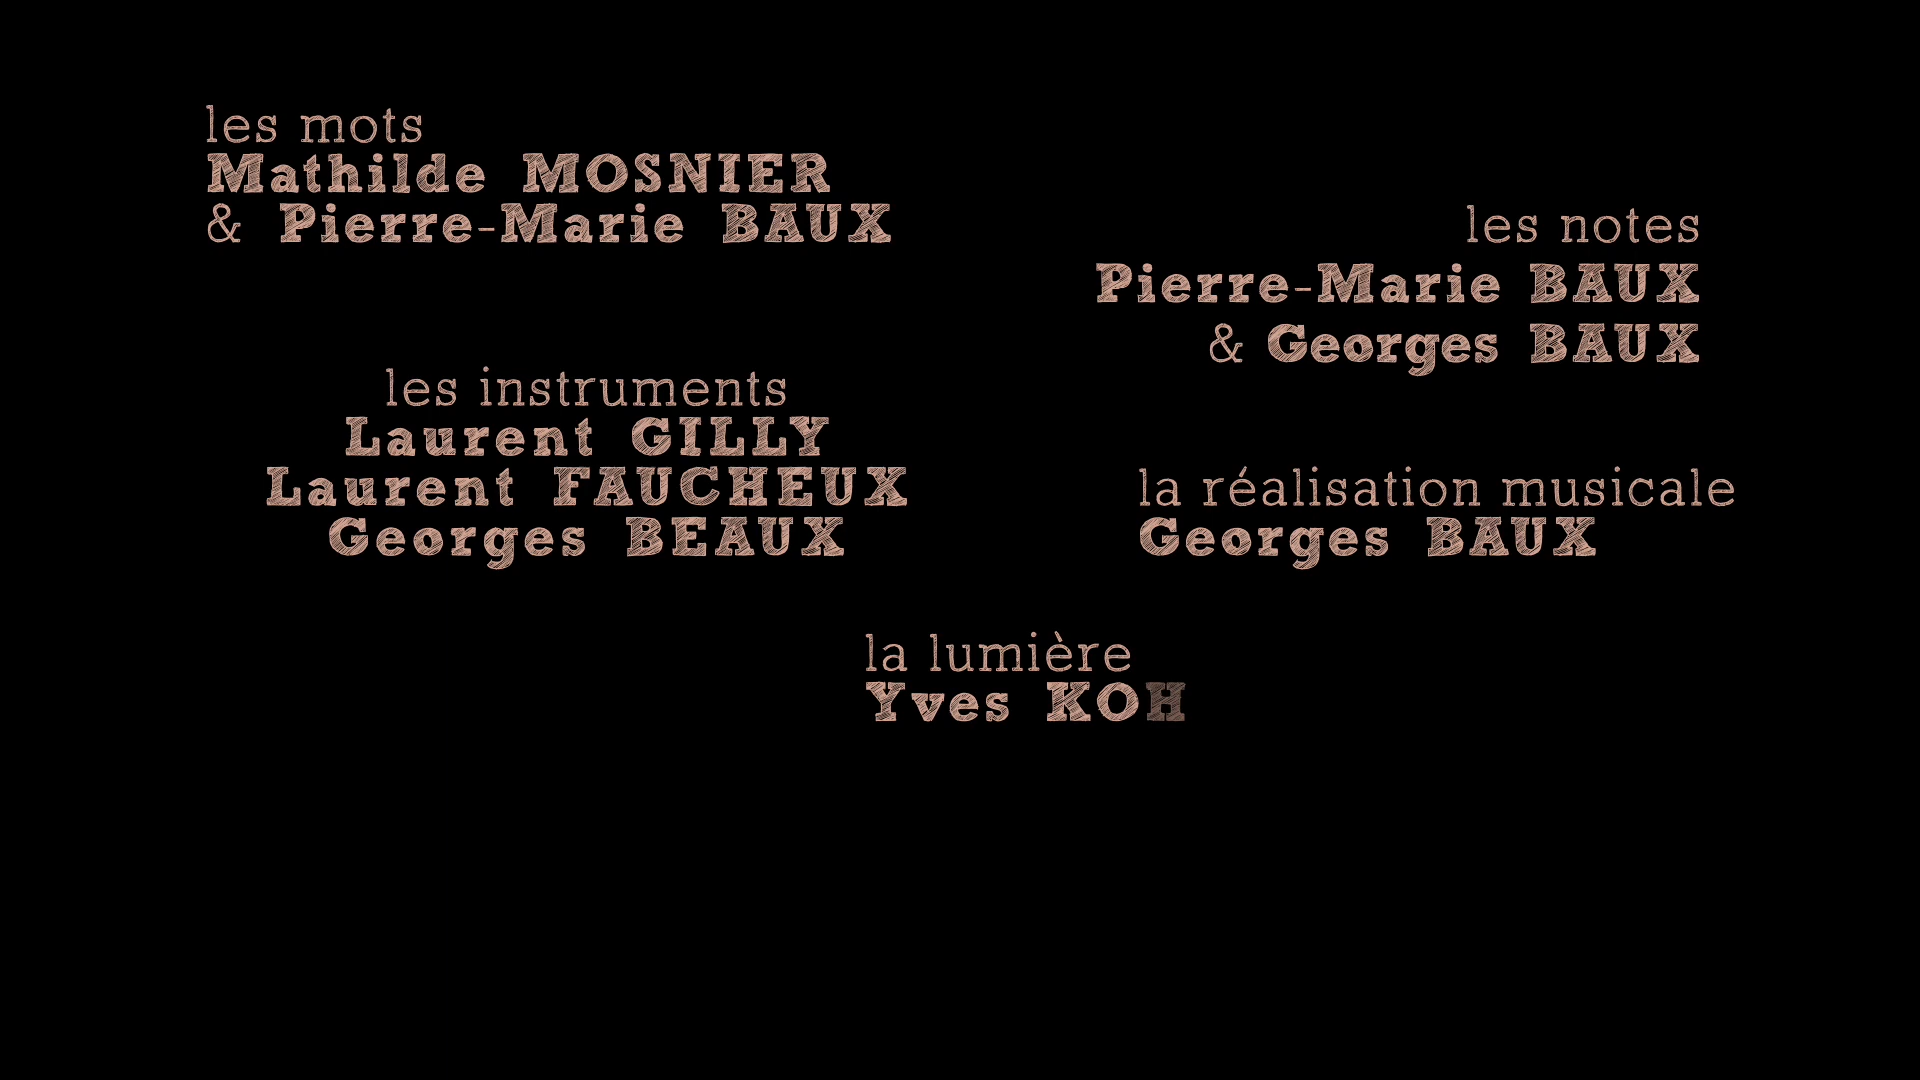 les mots
Mathilde MOSNIER
& Pierre-Marie BAUX
les notes
Pierre-Marie BAUX
& Georges BAUX
les instruments
Laurent GILLY
Laurent FAUCHEUX
Georges BEAUX
la réalisation musicale
Georges BAUX
la lumière
Yves KOH